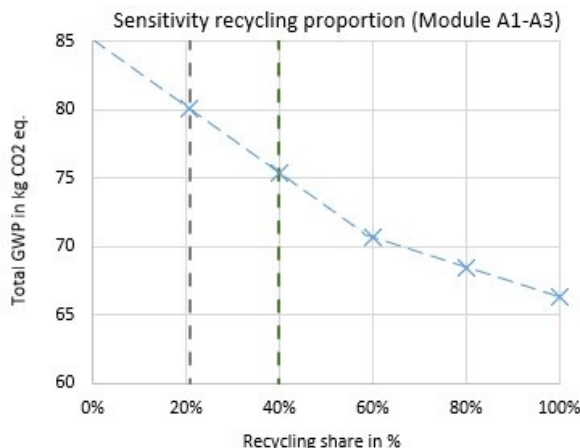 Sensitivity recycling proportion (Module A1-A3)
85
80
75
70
65
60
Total GWP in kg CO2 eq.
0% 20% 40% 60% 80% 100%
Recycling share in %